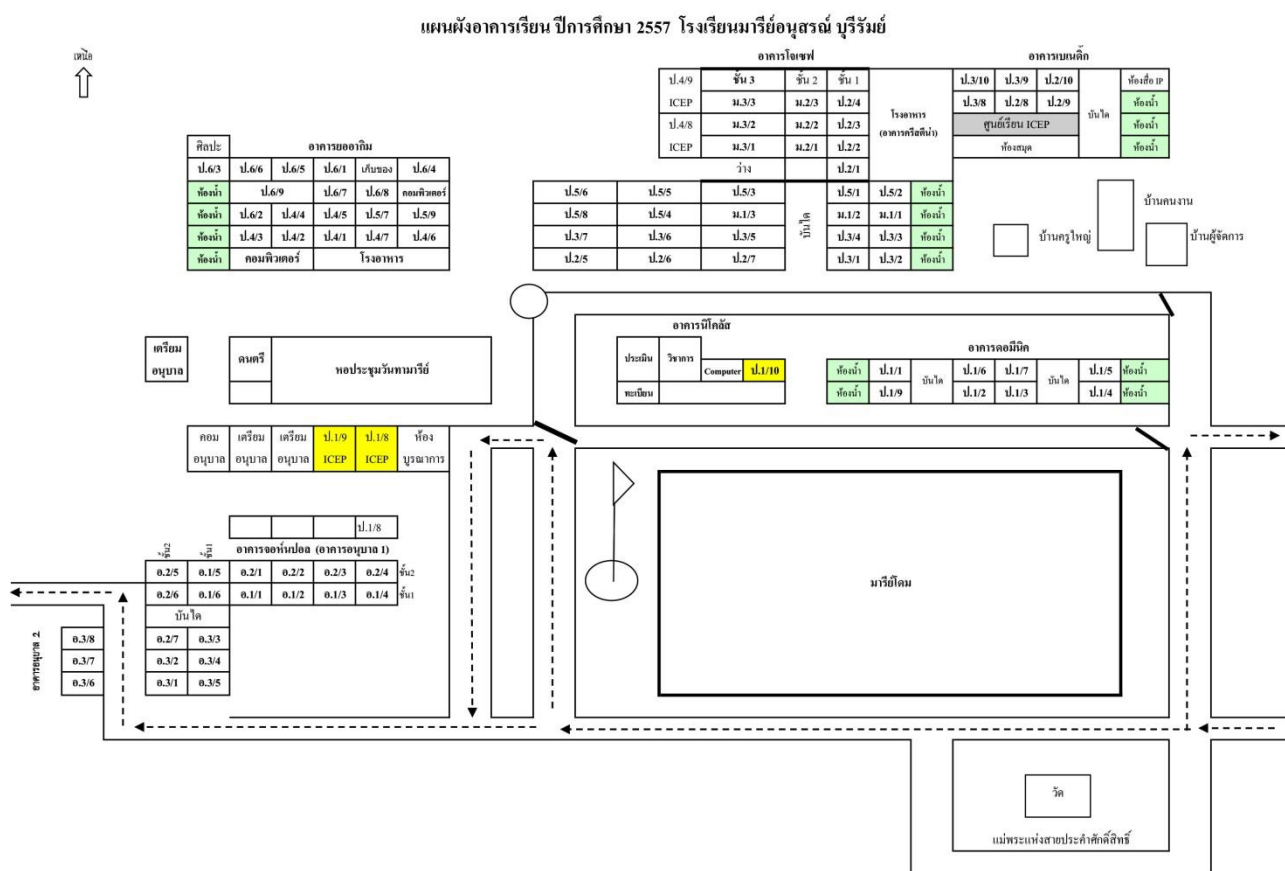 แผนผังอาคารเรียน ปีการศึกษา 2557 โรงเรียนมารีย์อนุสรณ์ บุรีรัมย์
เหนือ
อาคารโจเซฟ
อาคารเบเนดิ๊ก
ป.4/9 ชั้น 3 ชั้น 2 ชั้น 1
ICEP ม.3/3 ม.2/3 ป.2/4
ป.4/8 ม.3/2 ม.2/2 ป.2/3
ICEP ม.3/1 ม.2/1 ป.2/2
ว่าง ป.2/1
โรงอาหาร
(อาคารคริสตีน่า)
ป.3/10 ป.3/9 ป.2/10 บันได ห้องสื่อ IP
ป.3/8 ป.2/8 ป.2/9 ห้องน้ำ
ศูนย์เรียน ICEP ห้องน้ำ
ห้องสมุด ห้องน้ำ
ศิลปะ อาคารยออากิม
ป.6/3 ป.6/6 ป.6/5 ป.6/1 เก็บของ ป.6/4
ห้องน้ำ ป.6/9 ป.6/7 ป.6/8 คอมพิวเตอร์
ห้องน้ำ ป.6/2 ป.4/4 ป.4/5 ป.5/7 ป.5/9
ห้องน้ำ ป.4/3 ป.4/2 ป.4/1 ป.4/7 ป.4/6
ห้องน้ำ คอมพิวเตอร์ โรงอาหาร
ป.5/6 ป.5/5 ป.5/3 บันได ป.5/1 ป.5/2 ห้องน้ำ
ป.5/8 ป.5/4 ม.1/3 ม.1/2 ม.1/1 ห้องน้ำ
ป.3/7 ป.3/6 ป.3/5 ป.3/4 ป.3/3 ห้องน้ำ
ป.2/5 ป.2/6 ป.2/7 ป.3/1 ป.3/2 ห้องน้ำ
บ้านคนงาน
บ้านครูใหญ่
บ้านผู้จัดการ
เตรียม
อนุบาล
ดนตรี
หอประชุมวันทามารีย์
อาคารนิโคลัส
ประเมิน วิชาการ
Computer ป.1/10
ทะเบียน
อาคารดอมินิค
ห้องน้ำ ป.1/1 บันได ป.1/6 ป.1/7 บันได ป.1/5 ห้องน้ำ
ห้องน้ำ ป.1/9 ป.1/2 ป.1/3 ป.1/4 ห้องน้ำ
คอม เตรียม เตรียม ป.1/9 ป.1/8 ห้อง
อนุบาล อนุบาล อนุบาล ICEP ICEP บูรณาการ
ป.1/8
ชั้น2 ชั้น1 อาคารจอห์นปอล (อาคารอนุบาล 1)
อ.2/5 อ.1/5 อ.2/1 อ.2/2 อ.2/3 อ.2/4 ชั้น2
อ.2/6 อ.1/6 อ.1/1 อ.1/2 อ.1/3 อ.1/4 ชั้น1
บันได
อาคารอนุบาล 2
อ.3/8 อ.2/7 อ.3/3
อ.3/7 อ.3/2 อ.3/4
อ.3/6 อ.3/1 อ.3/5
มารีย์โดม
วัด
แม่พระแห่งสายประคำศักดิ์สิทธิ์